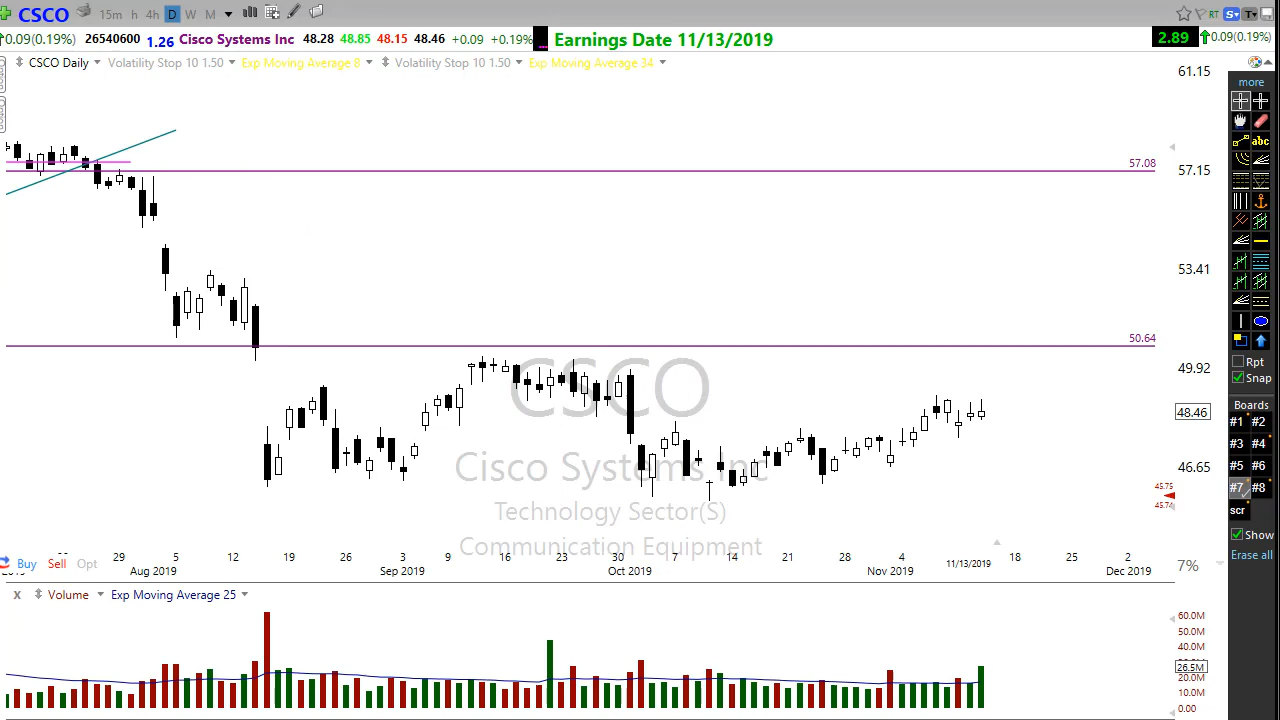 CSCO 15m h 4h D W M RT S T
0.09(0.19%) 26540600 1.26 Cisco Systems Inc 48.28 48.85 48.15 48.46 +0.09 +0.19% Earnings Date 11/13/2019 2.89 0.09(0.19%)
CSCO Daily Volatility Stop 10 1.50 Exp Moving Average 8 Volatility Stop 10 1.50 Exp Moving Average 34
61.15
more
abc
57.08
57.15
53.41
50.64
49.92
CSCO
Rpt
Snap
Boards
48.46
#1 #2
#3 #4
Cisco Systems Inc
46.65
#5 #6
45.75
#7 #8
45.74
Technology Sector(S)
scr
Show
Communication Equipment
Erase all
29 5 12 19 26 3 9 16 23 30 7 14 21 28 4 11/13/2019 18 25 2
Buy Sell Opt
2019 Aug 2019 Sep 2019 Oct 2019 Nov 2019 Dec 2019
7%
x Volume Exp Moving Average 25
60.0M
50.0M
40.0M
26.5M
20.0M
10.0M
0.00